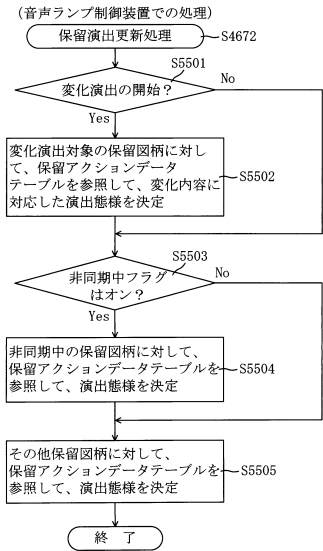 (音声ランプ制御装置での処理)
保留演出更新処理
S4672
S5501
変化演出の開始？
No
Yes
変化演出対象の保留図柄に対し
て、保留アクションデータ
テーブルを参照して、変化内容に
対応した演出態様を決定
S5502
S5503
非同期中フラグ
はオン？
No
Yes
非同期中の保留図柄に対して、
保留アクションデータテーブルを
参照して、演出態様を決定
S5504
その他保留図柄に対して、
保留アクションデータテーブルを
参照して、演出態様を決定
S5505
終 了